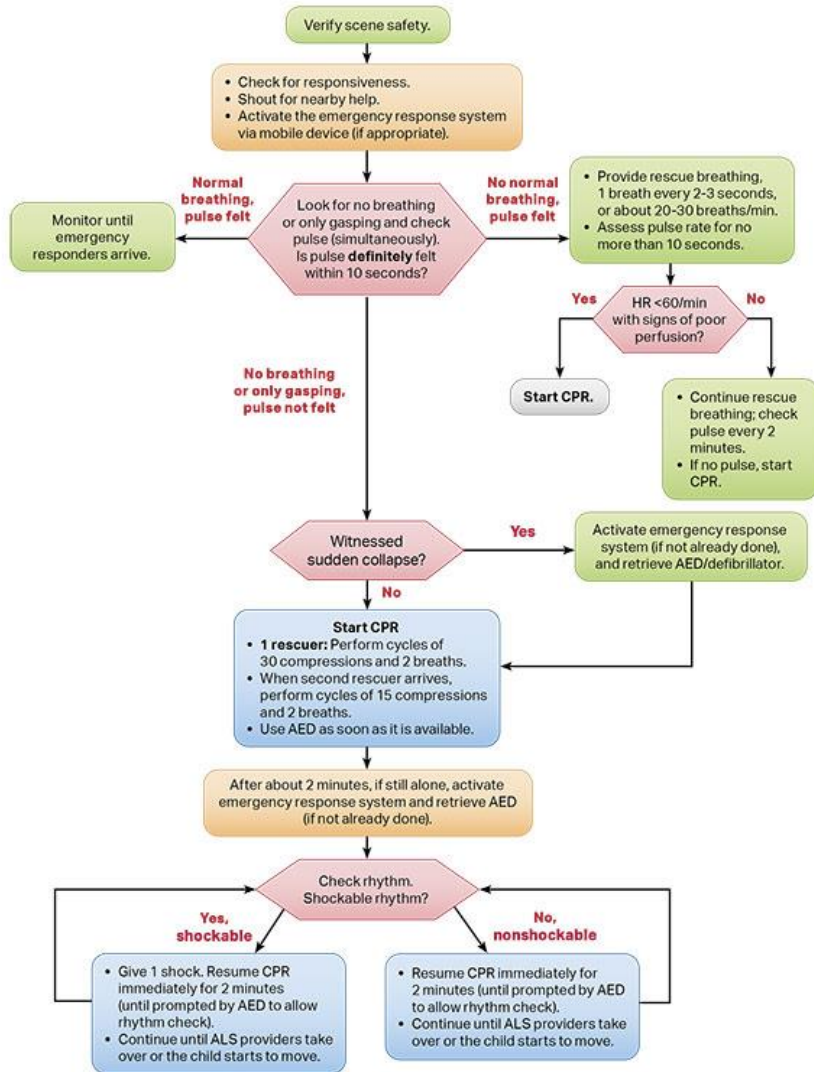 Verify scene safety.
• Check for responsiveness.
• Shout for nearby help.
• Activate the emergency response system
via mobile device (if appropriate).
Normal
breathing,
pulse felt
Monitor until
emergency
responders arrive.
Look for no breathing
or only gasping and check
pulse (simultaneously).
Is pulse definitely felt
within 10 seconds?
No normal
breathing,
pulse felt
• Provide rescue breathing,
1 breath every 2-3 seconds,
or about 20-30 breaths/min.
• Assess pulse rate for no
more than 10 seconds.
Yes
HR <60/min
with signs of poor
perfusion?
No
Start CPR.
• Continue rescue
breathing; check
pulse every 2
minutes.
• If no pulse, start
CPR.
No breathing
or only gasping,
pulse not felt
Witnessed
sudden collapse?
Yes
Activate emergency response
system (if not already done),
and retrieve AED/defibrillator.
No
Start CPR
• 1 rescuer: Perform cycles of
30 compressions and 2 breaths.
• When second rescuer arrives,
perform cycles of 15 compressions
and 2 breaths.
• Use AED as soon as it is available.
After about 2 minutes, if still alone, activate
emergency response system and retrieve AED
(if not already done).
Check rhythm.
Shockable rhythm?
Yes,
shockable
No,
nonshockable
• Give 1 shock. Resume CPR
immediately for 2 minutes
(until prompted by AED to allow
rhythm check).
• Continue until ALS providers take
over or the child starts to move.
• Resume CPR immediately for
2 minutes (until prompted by AED
to allow rhythm check).
• Continue until ALS providers take
over or the child starts to move.